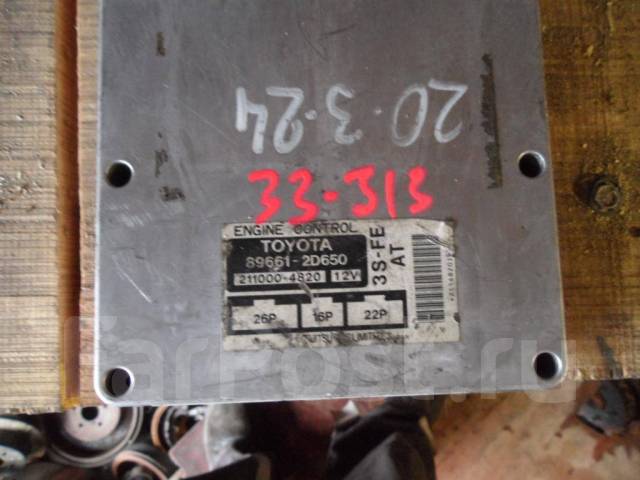 20-3-24
33-313
ENGINE CONTROL
TOYOTA
89661-2D650
211000-4820 12V
3S-FE
AT
26P 16P 22P
FarPost.ru